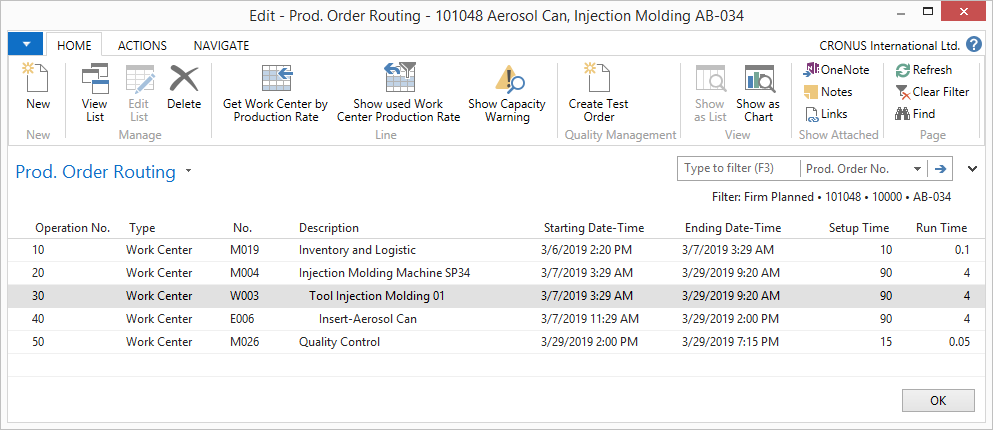 Edit - Prod. Order Routing - 101048 Aerosol Can, Injection Molding AB-034
HOME ACTIONS NAVIGATE CRONUS International Ltd.
New
View List
Edit List
Delete
Get Work Center by Production Rate
Show used Work Center Production Rate
Show Capacity Warning
Create Test Order
Show as List
Show as Chart
OneNote
Notes
Links
Refresh
Clear Filter
Find
New Manage Line Quality Management View Show Attached Page
Prod. Order Routing
Type to filter (F3) Prod. Order No.
Filter: Firm Planned • 101048 • 10000 • AB-034
Operation No. Type No. Description Starting Date-Time Ending Date-Time Setup Time Run Time
10 Work Center M019 Inventory and Logistic 3/6/2019 2:20 PM 3/7/2019 3:29 AM 10 0.1
20 Work Center M004 Injection Molding Machine SP34 3/7/2019 3:29 AM 3/29/2019 9:20 AM 90 4
30 Work Center W003 Tool Injection Molding 01 3/7/2019 3:29 AM 3/29/2019 9:20 AM 90 4
40 Work Center E006 Insert-Aerosol Can 3/7/2019 11:29 AM 3/29/2019 2:00 PM 90 4
50 Work Center M026 Quality Control 3/29/2019 2:00 PM 3/29/2019 7:15 PM 15 0.05
OK